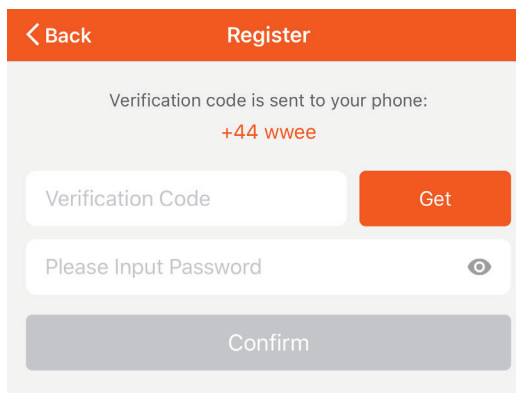 Back
Register
Verification code is sent to your phone:
+44 wwee
Verification Code
Get
Please Input Password
Confirm